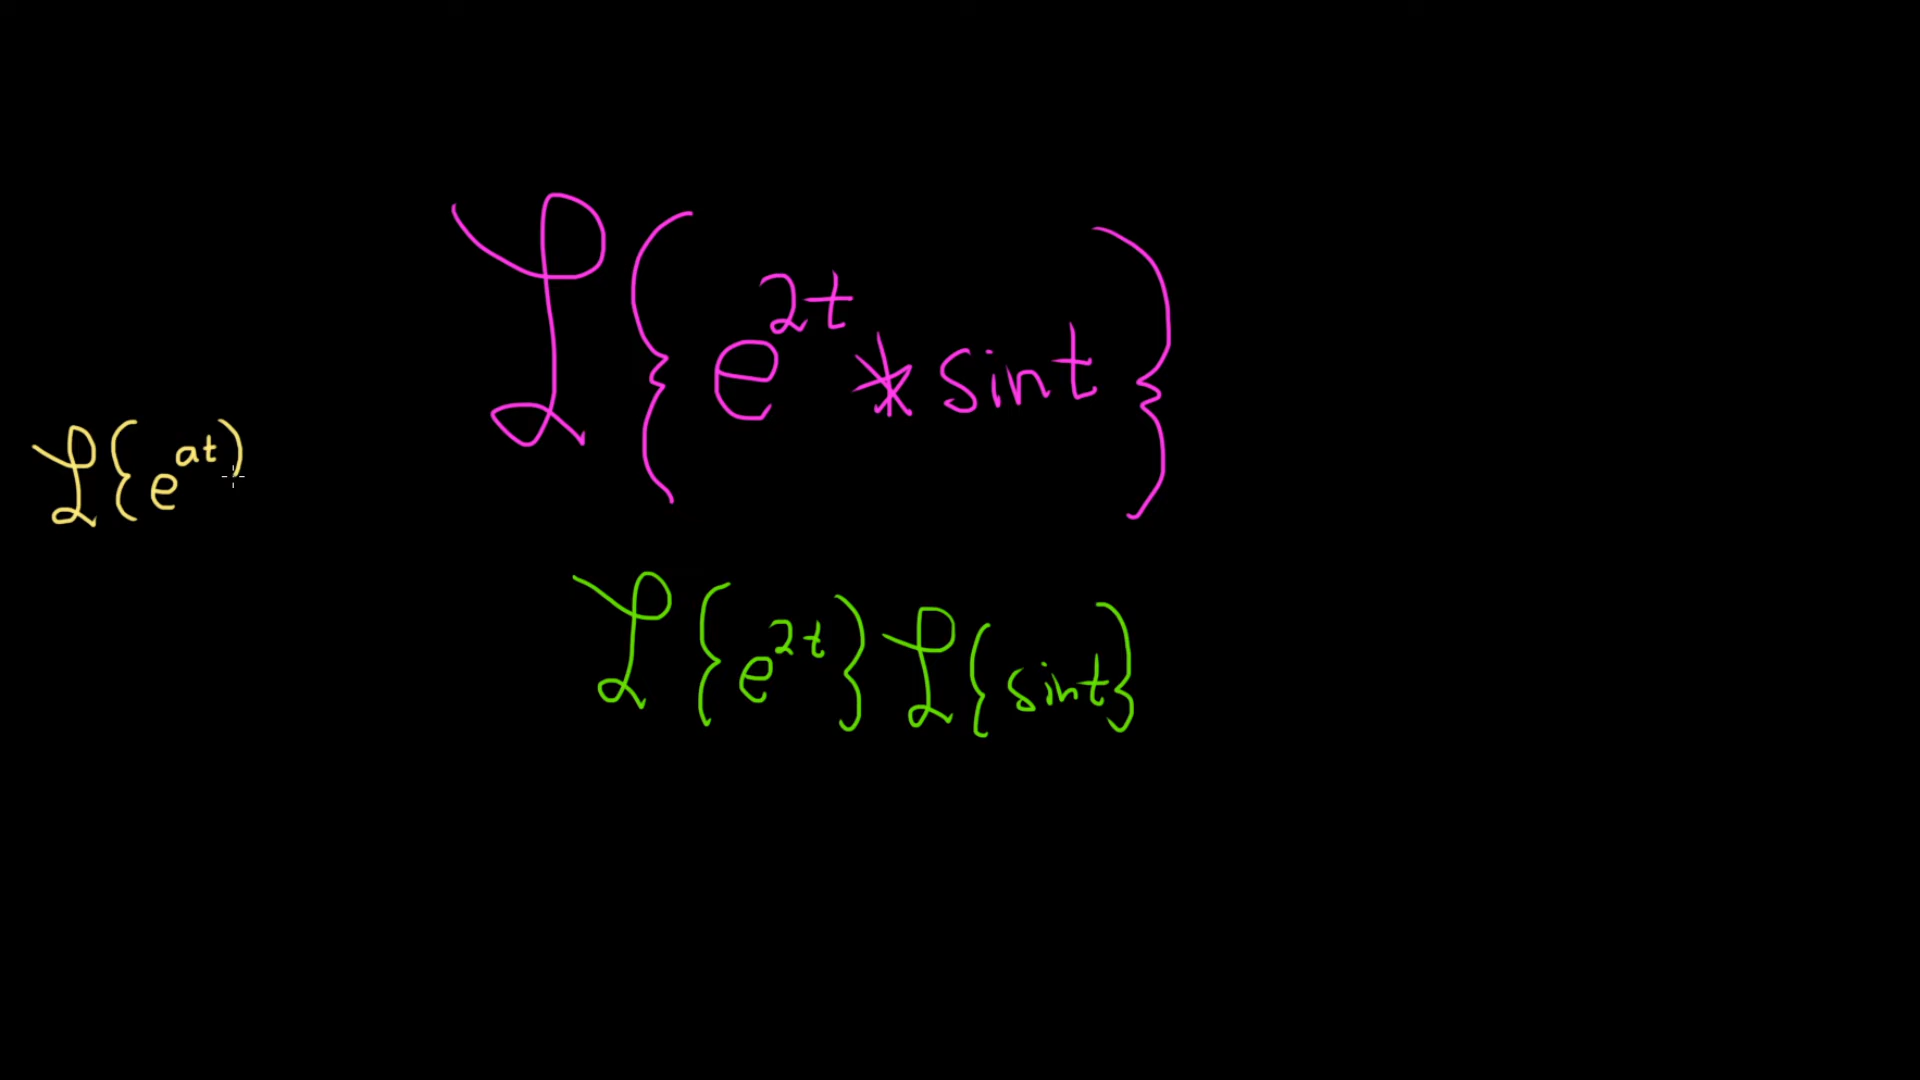 ℒ{e^{2t} * sint}
ℒ{e^{at}
ℒ{e^{2t}} ℒ{sint}